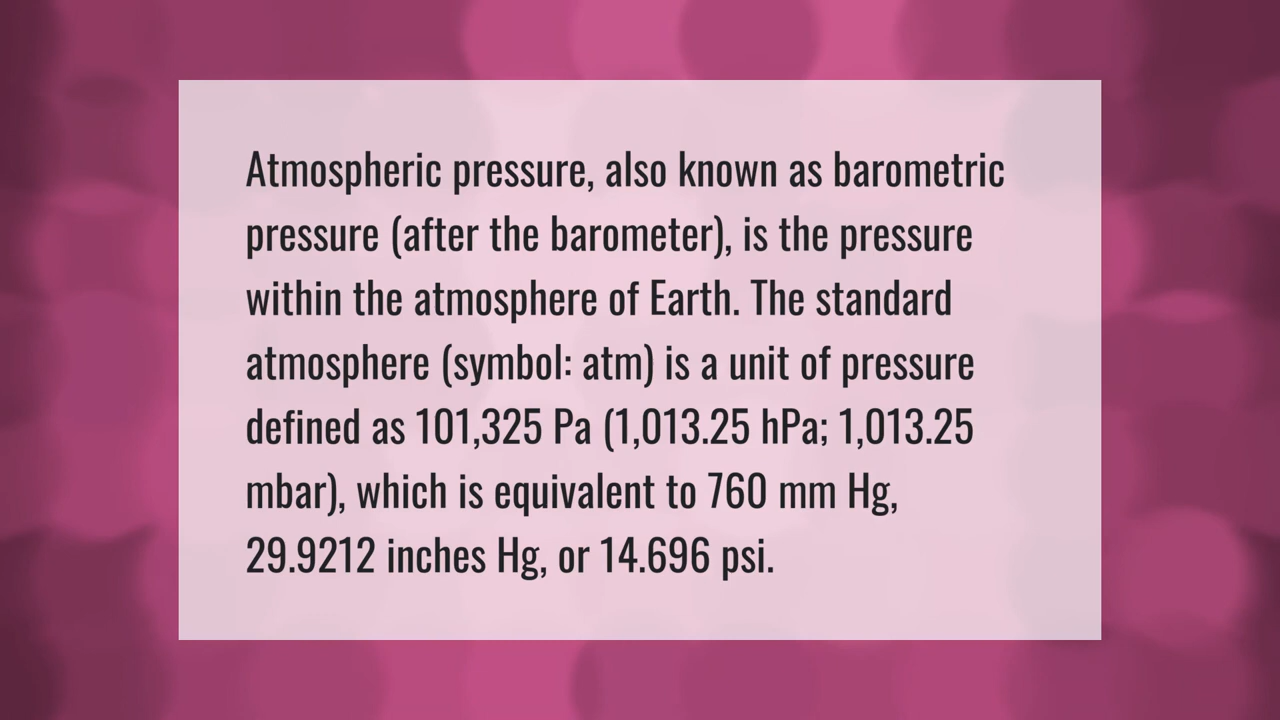 Atmospheric pressure, also known as barometric
pressure (after the barometer), is the pressure
within the atmosphere of Earth. The standard
atmosphere (symbol: atm) is a unit of pressure
defined as 101,325 Pa (1,013.25 hPa; 1,013.25
mbar), which is equivalent to 760 mm Hg,
29.9212 inches Hg, or 14.696 psi.